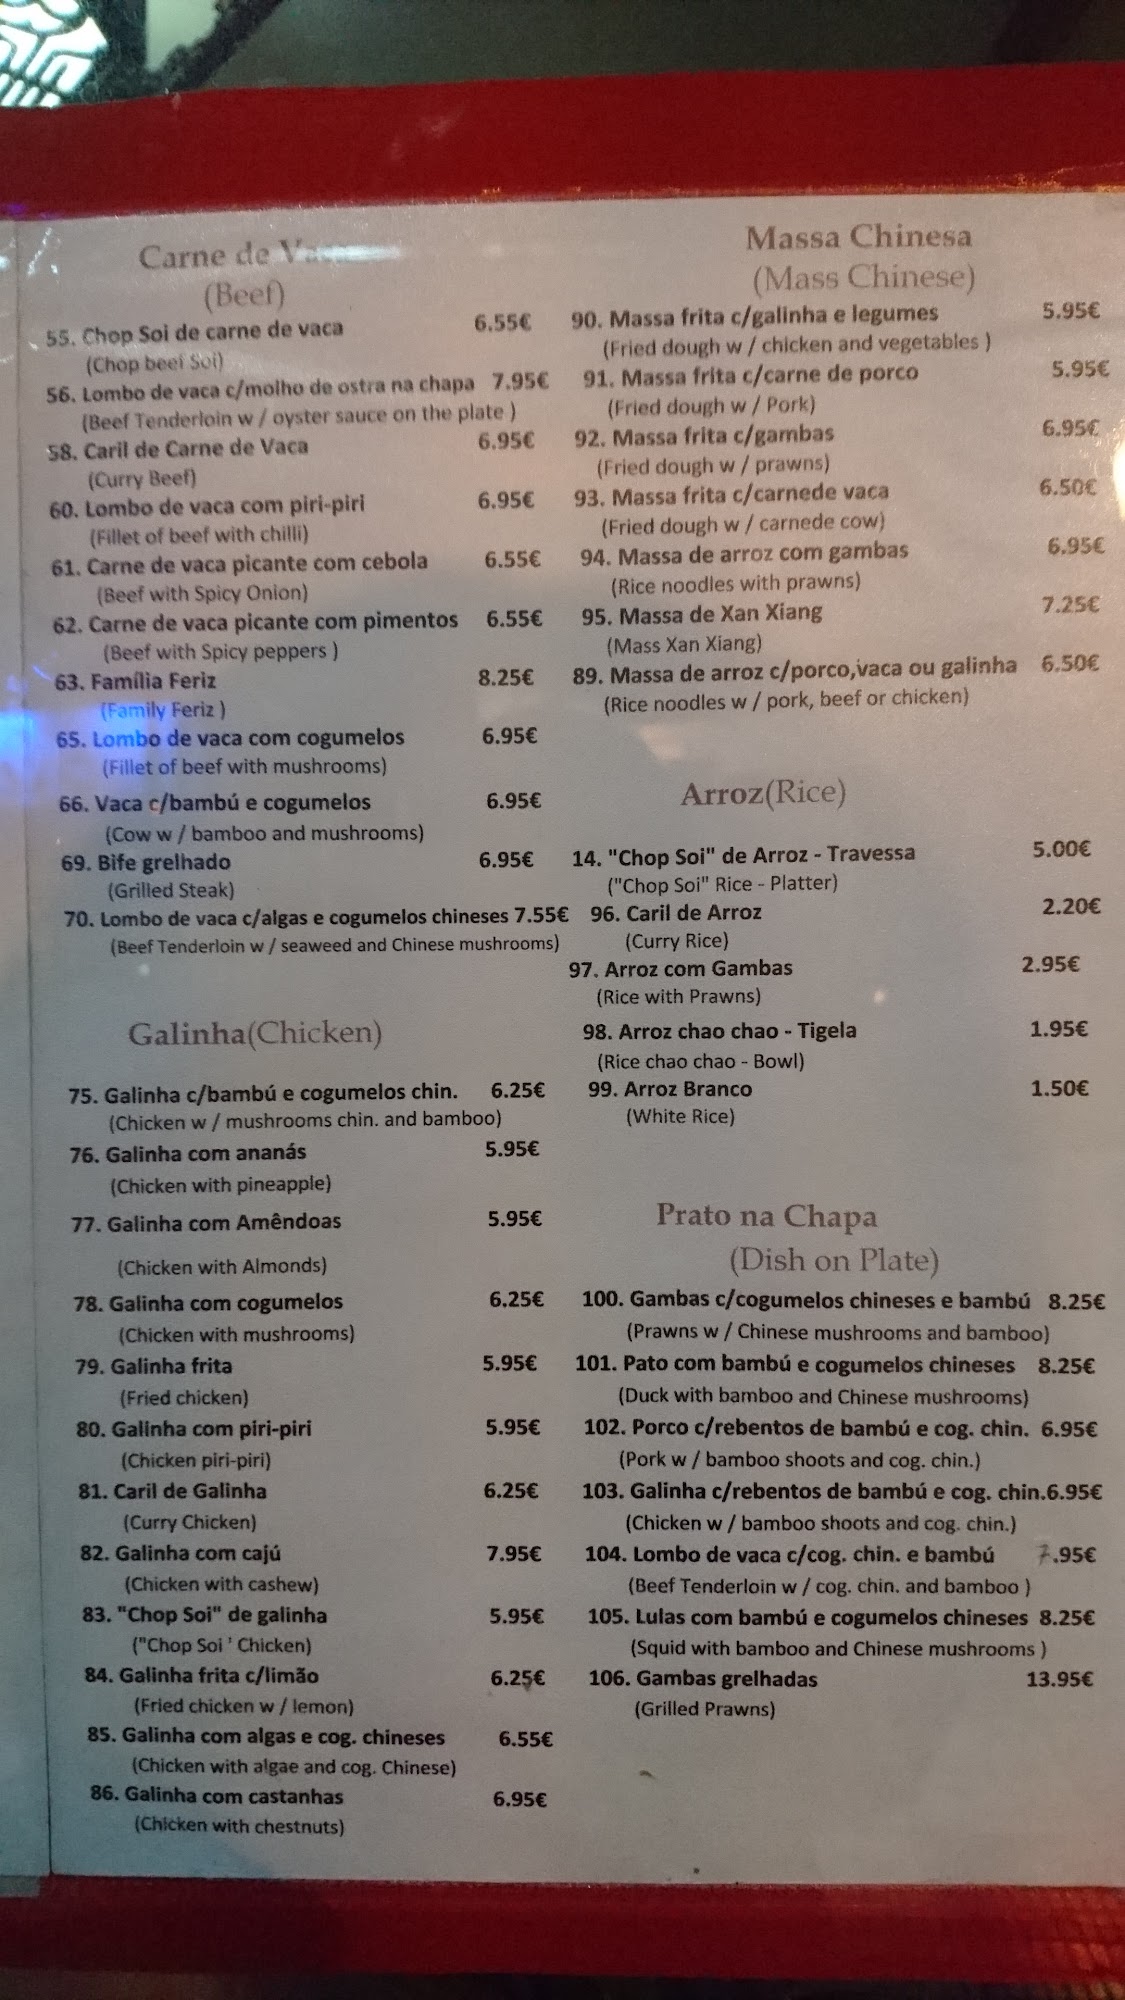 Carne de Vaca
(Beef)
55. Chop Soi de carne de vaca 6.55€
(Chop beef Soi)
56. Lombo de vaca c/molho de ostra na chapa 7.95€
(Beef Tenderloin w / oyster sauce on the plate )
58. Caril de Carne de Vaca 6.95€
(Curry Beef)
60. Lombo de vaca com piri-piri 6.95€
(Fillet of beef with chilli)
61. Carne de vaca picante com cebola 6.55€
(Beef with Spicy Onion)
62. Carne de vaca picante com pimentos 6.55€
(Beef with Spicy peppers )
63. Família Feriz 8.25€
(Family Feriz )
65. Lombo de vaca com cogumelos 6.95€
(Fillet of beef with mushrooms)
66. Vaca c/bambú e cogumelos 6.95€
(Cow w / bamboo and mushrooms)
69. Bife grelhado 6.95€
(Grilled Steak)
70. Lombo de vaca c/algas e cogumelos chineses 7.55€
(Beef Tenderloin w / seaweed and Chinese mushrooms)
Galinha(Chicken)
75. Galinha c/bambú e cogumelos chin. 6.25€
(Chicken w / mushrooms chin. and bamboo)
76. Galinha com ananás 5.95€
(Chicken with pineapple)
77. Galinha com Amêndoas 5.95€
(Chicken with Almonds)
78. Galinha com cogumelos 6.25€
(Chicken with mushrooms)
79. Galinha frita 5.95€
(Fried chicken)
80. Galinha com piri-piri 5.95€
(Chicken piri-piri)
81. Caril de Galinha 6.25€
(Curry Chicken)
82. Galinha com cajú 7.95€
(Chicken with cashew)
83. "Chop Soi" de galinha 5.95€
("Chop Soi ' Chicken)
84. Galinha frita c/limão 6.25€
(Fried chicken w / lemon)
85. Galinha com algas e cog. chineses 6.55€
(Chicken with algae and cog. Chinese)
86. Galinha com castanhas 6.95€
(Chicken with chestnuts)
Massa Chinesa
(Mass Chinese)
90. Massa frita c/galinha e legumes 5.95€
(Fried dough w / chicken and vegetables )
91. Massa frita c/carne de porco 5.95€
(Fried dough w / Pork)
92. Massa frita c/gambas 6.95€
(Fried dough w / prawns)
93. Massa frita c/carnede vaca 6.50€
(Fried dough w / carnede cow)
94. Massa de arroz com gambas 6.95€
(Rice noodles with prawns)
95. Massa de Xan Xiang 7.25€
(Mass Xan Xiang)
89. Massa de arroz c/porco,vaca ou galinha 6.50€
(Rice noodles w / pork, beef or chicken)
Arroz(Rice)
14. "Chop Soi" de Arroz - Travessa 5.00€
("Chop Soi" Rice - Platter)
96. Caril de Arroz 2.20€
(Curry Rice)
97. Arroz com Gambas 2.95€
(Rice with Prawns)
98. Arroz chao chao - Tigela 1.95€
(Rice chao chao - Bowl)
99. Arroz Branco 1.50€
(White Rice)
Prato na Chapa
(Dish on Plate)
100. Gambas c/cogumelos chineses e bambú 8.25€
(Prawns w / Chinese mushrooms and bamboo)
101. Pato com bambú e cogumelos chineses 8.25€
(Duck with bamboo and Chinese mushrooms)
102. Porco c/rebentos de bambú e cog. chin. 6.95€
(Pork w / bamboo shoots and cog. chin.)
103. Galinha c/rebentos de bambú e cog. chin.6.95€
(Chicken w / bamboo shoots and cog. chin.)
104. Lombo de vaca c/cog. chin. e bambú 7.95€
(Beef Tenderloin w / cog. chin. and bamboo )
105. Lulas com bambú e cogumelos chineses 8.25€
(Squid with bamboo and Chinese mushrooms )
106. Gambas grelhadas 13.95€
(Grilled Prawns)